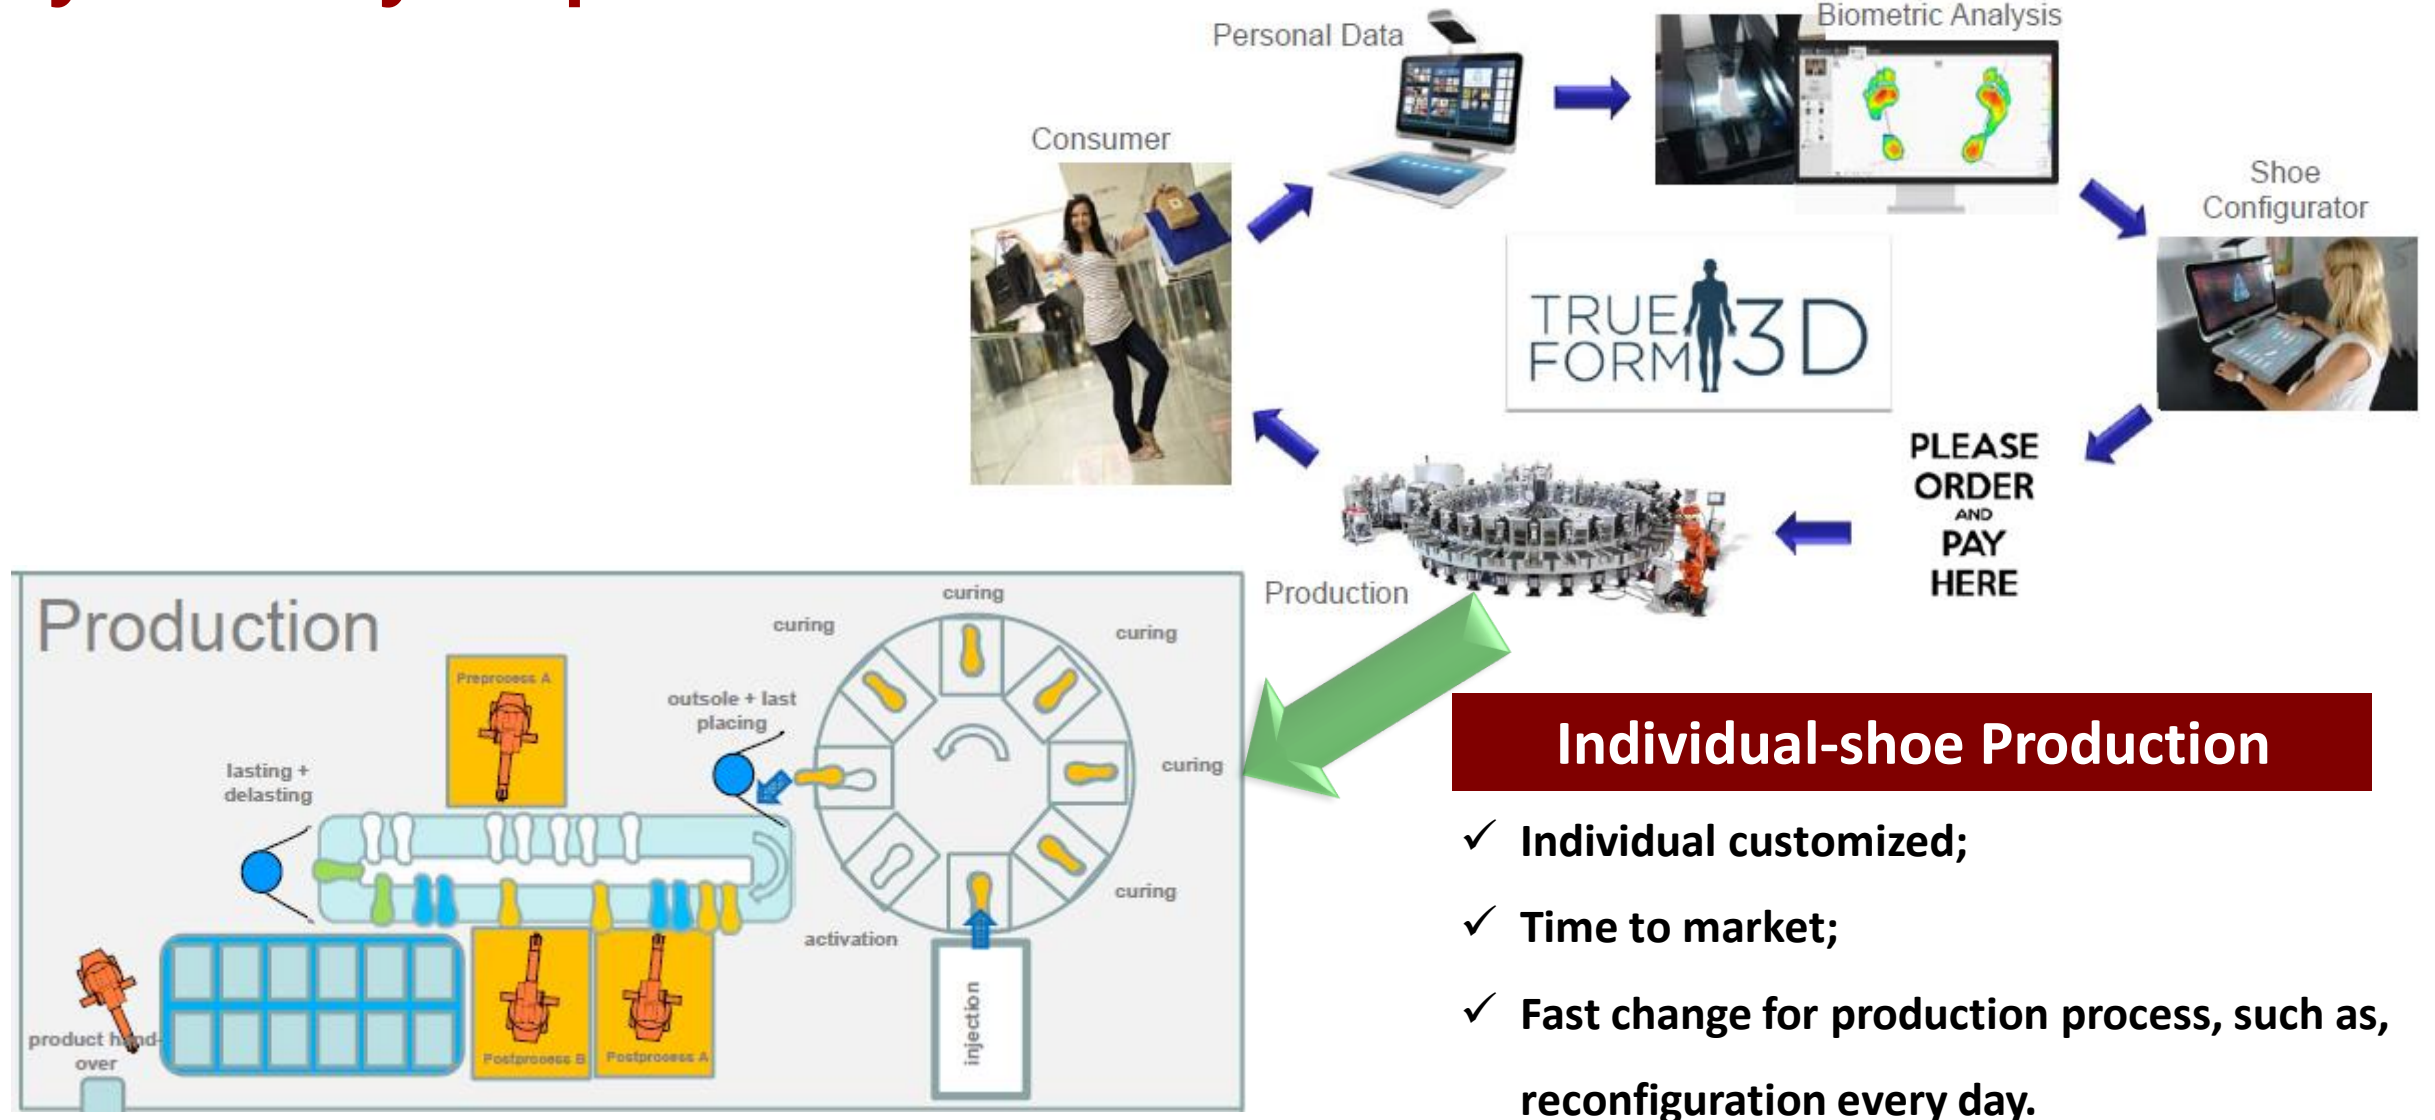 Personal Data
Biometric Analysis
Consumer
Shoe
Configurator
TRUE
FORM
3D
PLEASE
ORDER
AND
PAY
HERE
Production
Production
curing
curing
curing
curing
curing
Preprocess A
outsole + last
placing
lasting +
delasting
activation
injection
product hand-
over
Postprocess B
Postprocess A
Individual-shoe Production
✓ Individual customized;
✓ Time to market;
✓ Fast change for production process, such as,
reconfiguration every day.